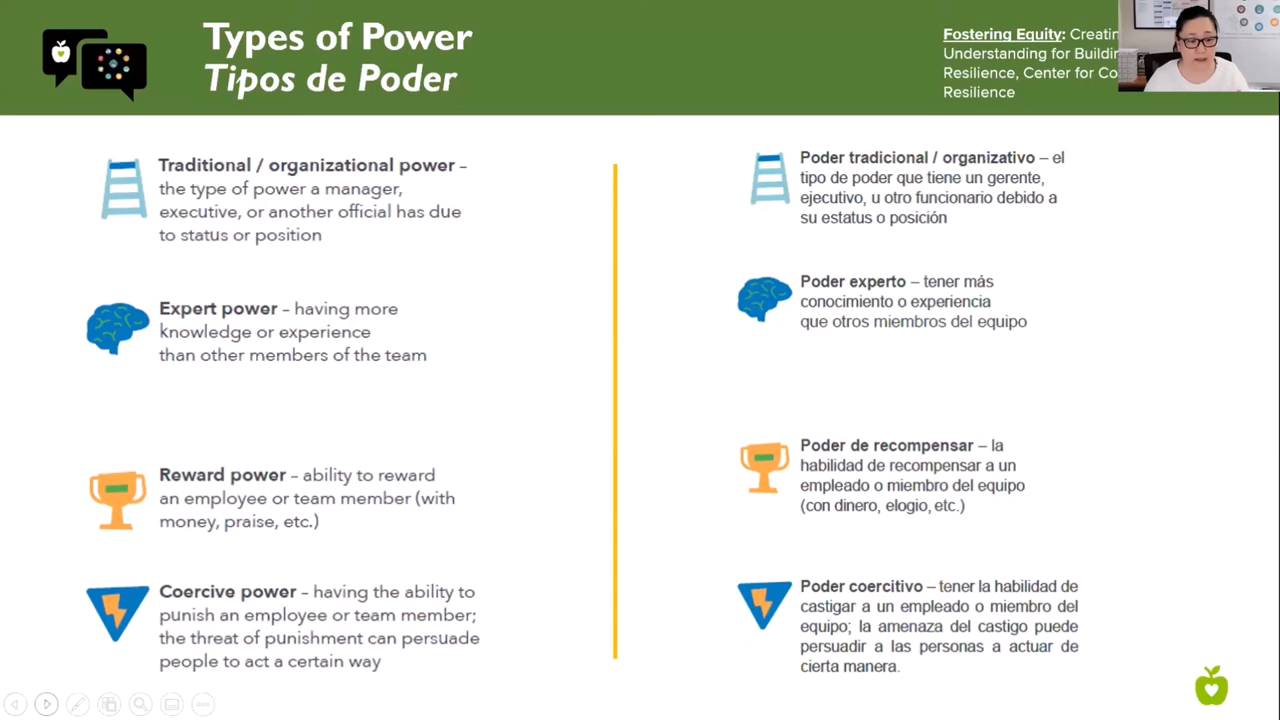 Types of Power
Tipos de Poder
Fostering Equity: Creatin
Understanding for Buildin
Resilience, Center for Co
Resilience
Traditional / organizational power –
the type of power a manager,
executive, or another official has due
to status or position
Expert power – having more
knowledge or experience
than other members of the team
Reward power – ability to reward
an employee or team member (with
money, praise, etc.)
Coercive power – having the ability to
punish an employee or team member;
the threat of punishment can persuade
people to act a certain way
Poder tradicional / organizativo – el
tipo de poder que tiene un gerente,
ejecutivo, u otro funcionario debido a
su estatus o posición
Poder experto – tener más
conocimiento o experiencia
que otros miembros del equipo
Poder de recompensar – la
habilidad de recompensar a un
empleado o miembro del equipo
(con dinero, elogio, etc.)
Poder coercitivo – tener la habilidad de
castigar a un empleado o miembro del
equipo; la amenaza del castigo puede
persuadir a las personas a actuar de
cierta manera.